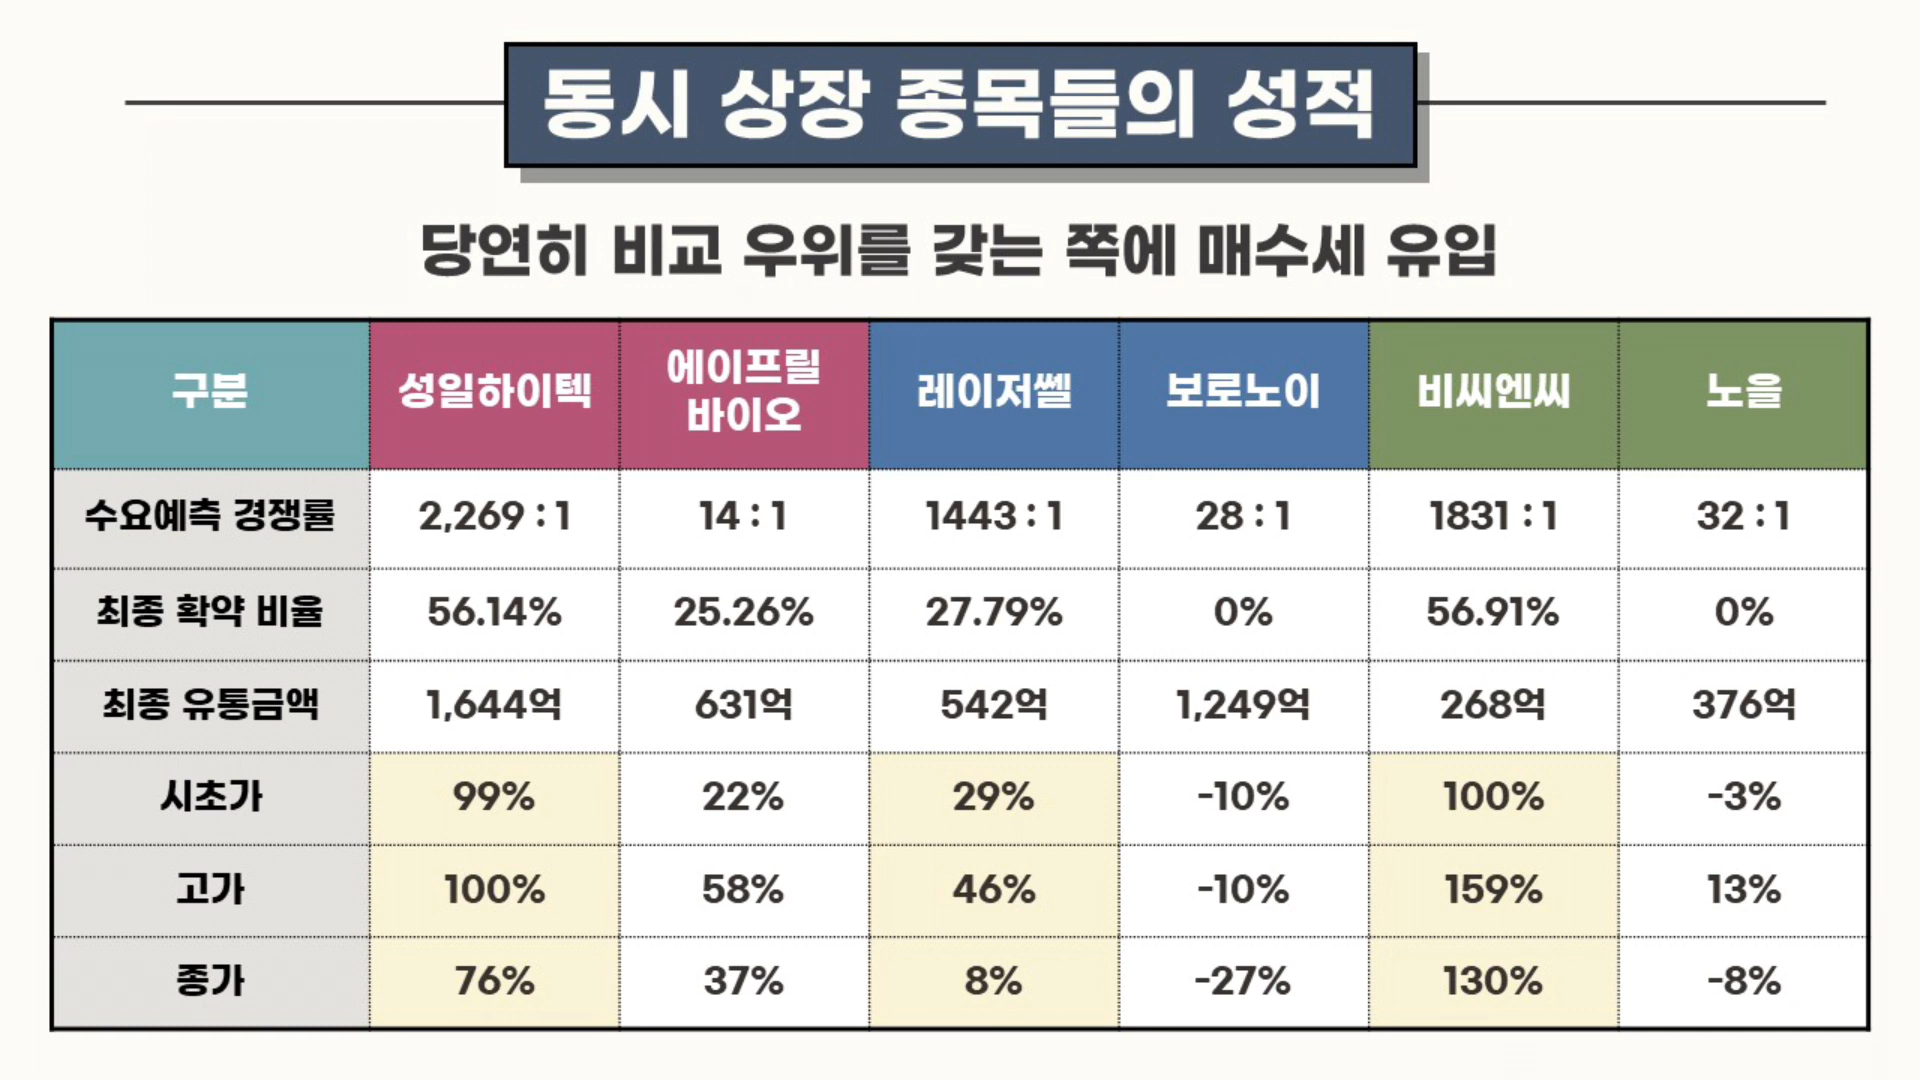 동시 상장 종목들의 성적
당연히 비교 우위를 갖는 쪽에 매수세 유입
구분 성일하이텍 에이프릴 바이오 레이저쎌 보로노이 비씨엔씨 노을
수요예측 경쟁률 2,269 : 1 14 : 1 1443 : 1 28 : 1 1831 : 1 32 : 1
최종 확약 비율 56.14% 25.26% 27.79% 0% 56.91% 0%
최종 유통금액 1,644억 631억 542억 1,249억 268억 376억
시초가 99% 22% 29% -10% 100% -3%
고가 100% 58% 46% -10% 159% 13%
종가 76% 37% 8% -27% 130% -8%